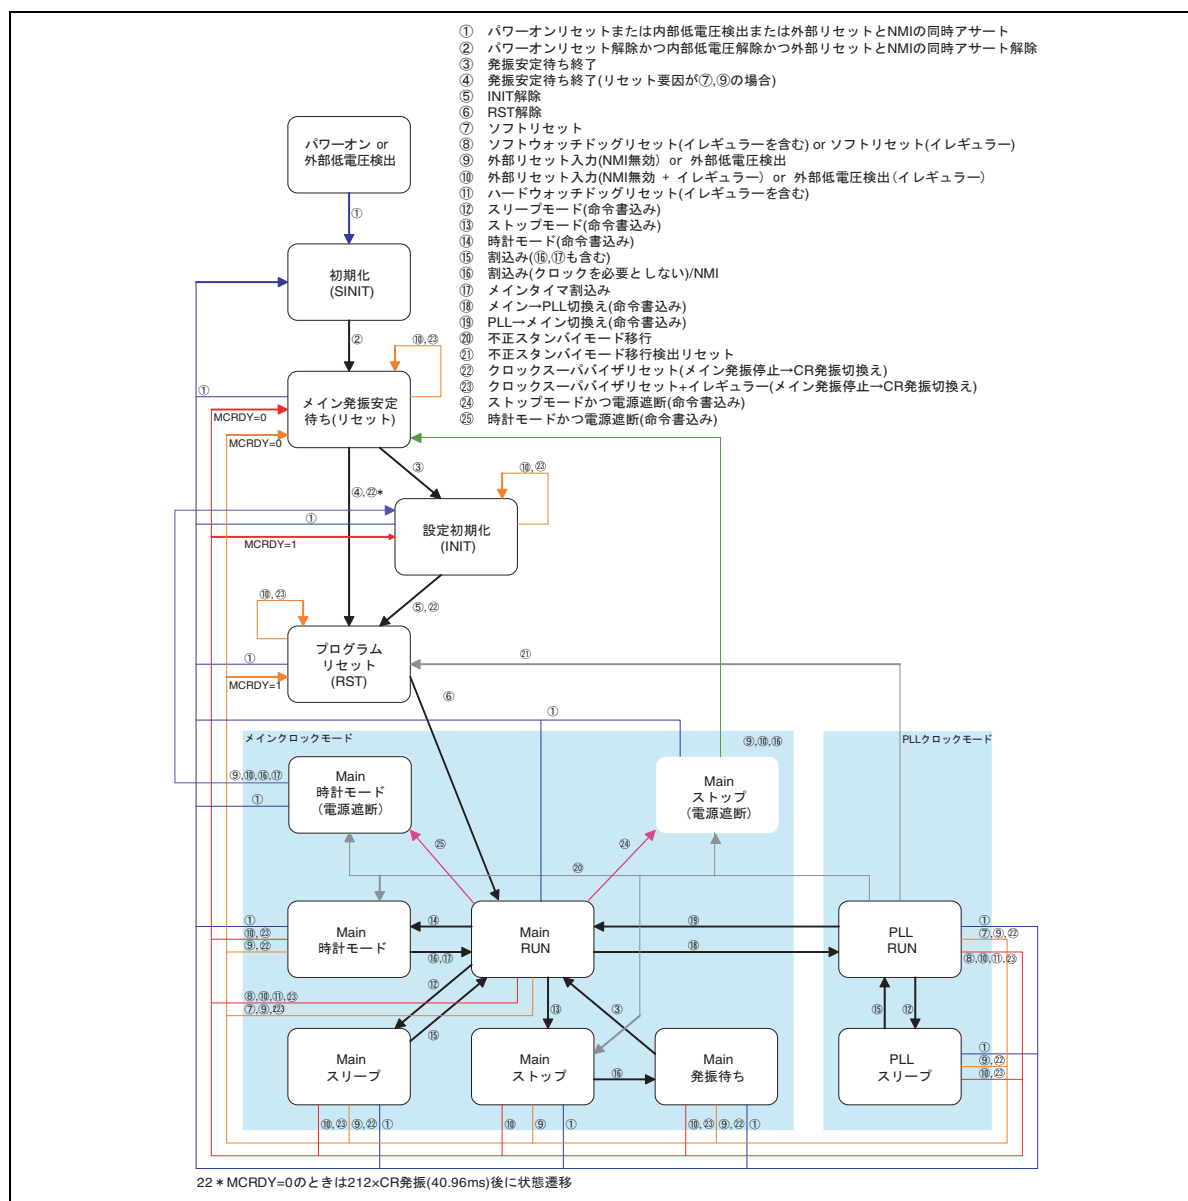 ① パワーオンリセットまたは内部低電圧検出または外部リセットとNMIの同時アサート
② パワーオンリセット解除かつ内部低電圧解除かつ外部リセットとNMIの同時アサート解除
③ 発振安定待ち終了
④ 発振安定待ち終了(リセット要因が⑦,⑨の場合)
⑤ INIT解除
⑥ RST解除
⑦ ソフトリセット
⑧ ソフトウォッチドッグリセット(イレギュラーを含む) or ソフトリセット(イレギュラー)
⑨ 外部リセット入力(NMI無効) or 外部低電圧検出
⑩ 外部リセット入力(NMI無効 + イレギュラー) or 外部低電圧検出(イレギュラー)
⑪ ハードウォッチドッグリセット(イレギュラーを含む)
⑫ スリープモード(命令書込み)
⑬ ストップモード(命令書込み)
⑭ 時計モード(命令書込み)
⑮ 割込み(⑯,⑰も含む)
⑯ 割込み(クロックを必要としない)/NMI
⑰ メインタイマ割込み
⑱ メイン→PLL切換え(命令書込み)
⑲ PLL→メイン切換え(命令書込み)
⑳ 不正スタンバイモード移行
㉑ 不正スタンバイモード移行検出リセット
㉒ クロックスーパバイザリセット(メイン発振停止→CR発振切換え)
㉓ クロックスーパバイザリセット+イレギュラー(メイン発振停止→CR発振切換え)
㉔ ストップモードかつ電源遮断(命令書込み)
㉕ 時計モードかつ電源遮断(命令書込み)
パワーオン or
外部低電圧検出
①
初期化
(SINIT)
②
⑩,㉓
メイン発振安定
待ち(リセット)
①
MCRDY=0
MCRDY=0
③
④,㉒*
⑩,㉓
設定初期化
(INIT)
①
MCRDY=1
⑤,㉒
⑩,㉓
プログラム
リセット
(RST)
①
MCRDY=1
㉑
⑥
①
メインクロックモード
⑨,⑩,⑯
PLLクロックモード
Main
時計モード
(電源遮断)
⑨,⑩,⑯,⑰
①
Main
ストップ
(電源遮断)
㉕
㉔
⑳
Main
時計モード
①
⑩,㉓
⑨,㉒
⑭
⑯,⑰
Main
RUN
⑲
⑱
PLL
RUN
①
⑦,⑨,㉒
⑧,⑩,⑪,㉓
⑧,⑩,⑪,㉓
⑦,⑨,223
⑫
⑮
⑬
③
⑮
⑫
Main
スリープ
Main
ストップ
⑯
Main
発振待ち
PLL
スリープ
①
⑨,㉒
⑩,㉓
⑩,㉓
⑨,㉒
①
⑩
⑨
①
⑩,㉓
⑨,㉒
①
22*MCRDY=0のときは212×CR発振(40.96ms)後に状態遷移